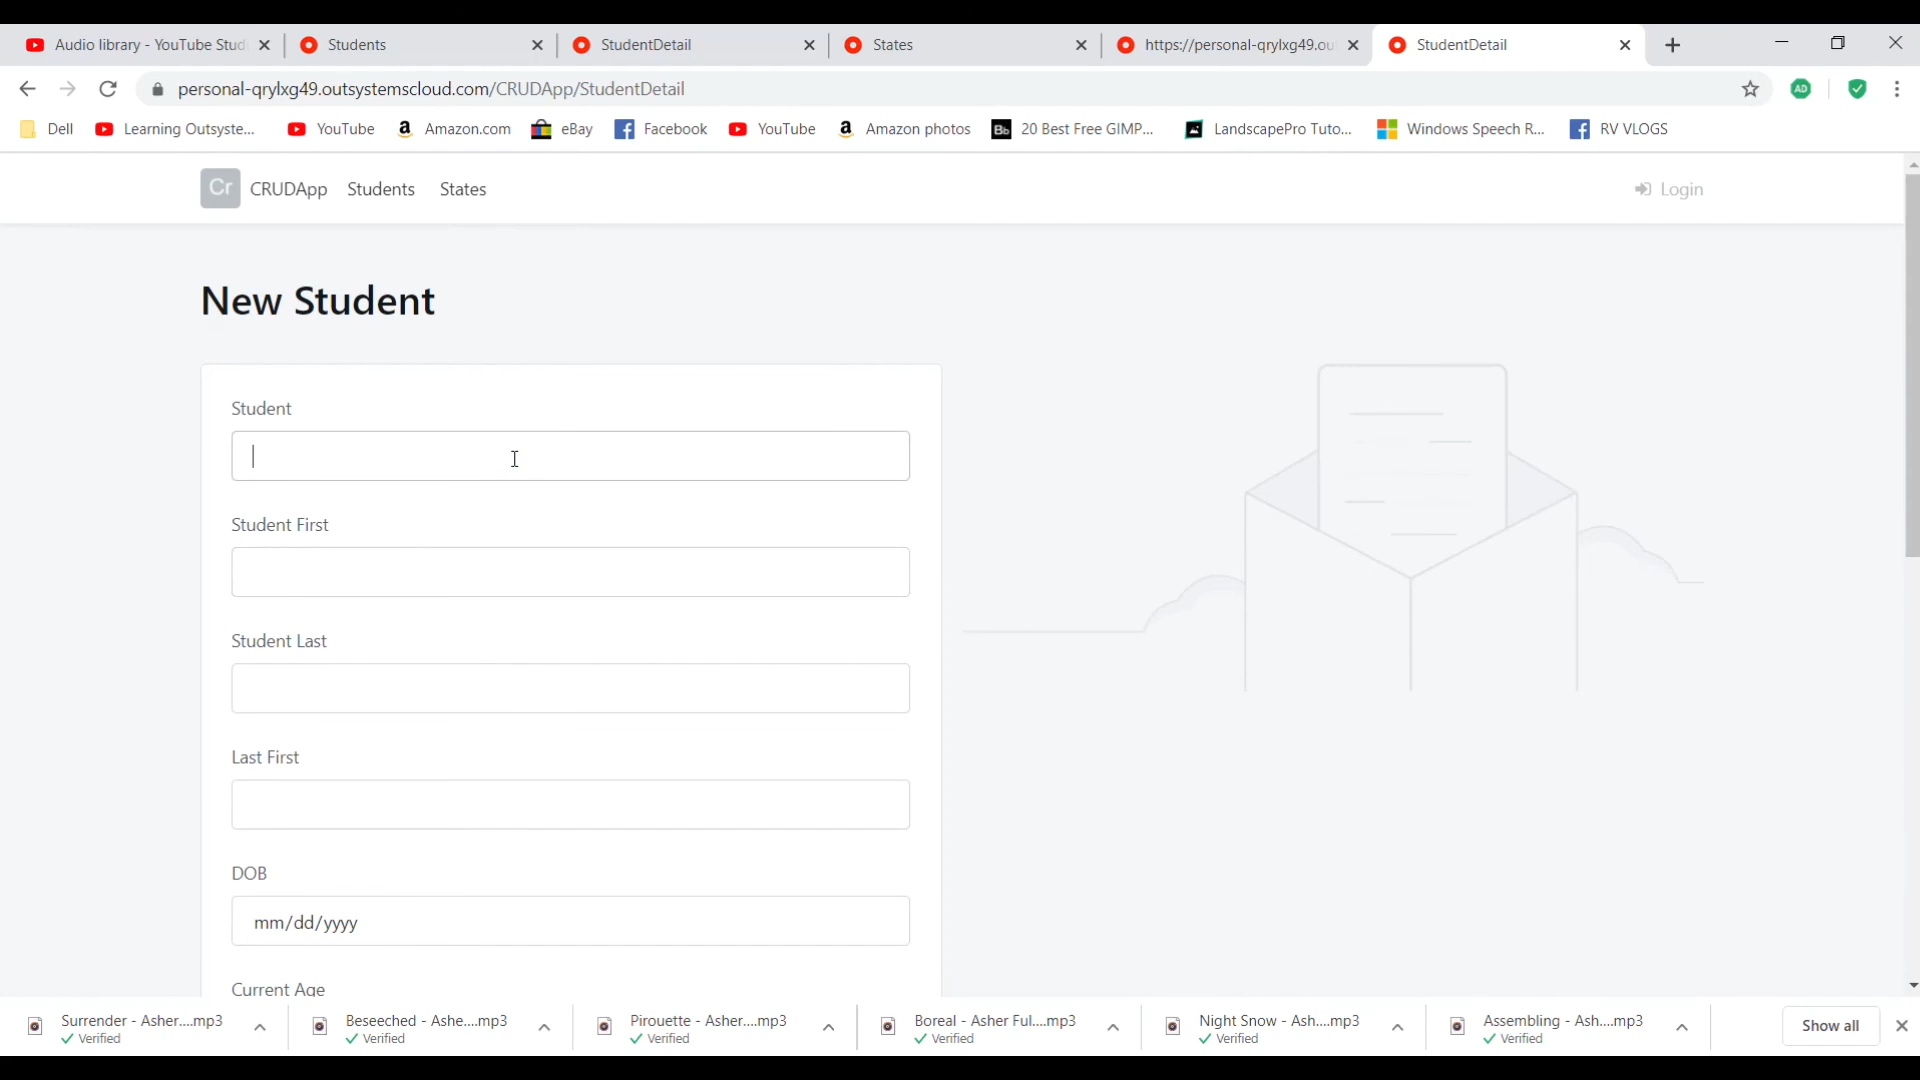 Audio library - YouTube Stud
Students
StudentDetail
States
https://personal-qrylxg49.ou
StudentDetail
personal-qrylxg49.outsystemscloud.com/CRUDApp/StudentDetail
AD
Dell
Learning Outsyste...
YouTube
Amazon.com
eBay
Facebook
YouTube
Amazon photos
20 Best Free GIMP...
LandscapePro Tuto...
Windows Speech R...
RV VLOGS
Cr
CRUDApp
Students
States
Login
New Student
Student
Student First
Student Last
Last First
DOB
mm/dd/yyyy
Current Age
Surrender - Asher....mp3
Verified
Beseeched - Ashe....mp3
Verified
Pirouette - Asher....mp3
Verified
Boreal - Asher Ful....mp3
Verified
Night Snow - Ash....mp3
Verified
Assembling - Ash....mp3
Verified
Show all